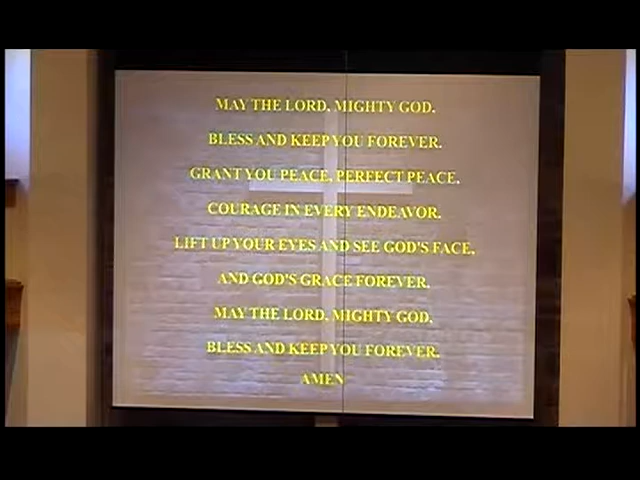 MAY THE LORD, MIGHTY GOD,
BLESS AND KEEP YOU FOREVER.
GRANT YOU PEACE, PERFECT PEACE,
COURAGE IN EVERY ENDEAVOR.
LIFT UP YOUR EYES AND SEE GOD'S FACE,
AND GOD'S GRACE FOREVER.
MAY THE LORD, MIGHTY GOD,
BLESS AND KEEP YOU FOREVER.
AMEN